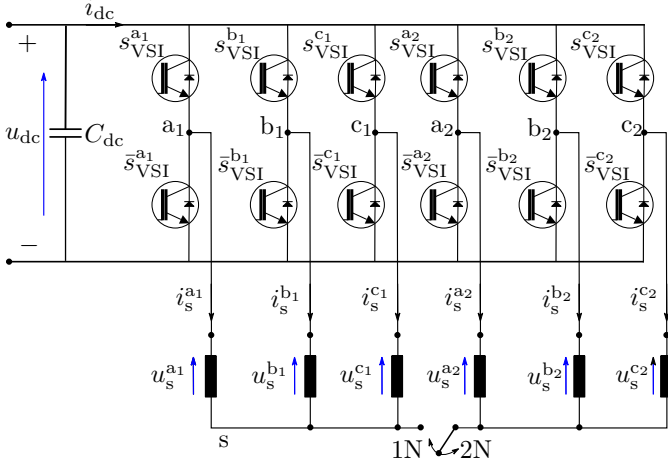 + i_dc s_VSI^a₁ s_VSI^b₁ s_VSI^c₁ s_VSI^a₂ s_VSI^b₂ s_VSI^c₂
u_dc C_dc a₁ b₁ c₁ a₂ b₂ c₂
− s̄_VSI^a₁ s̄_VSI^b₁ s̄_VSI^c₁ s̄_VSI^a₂ s̄_VSI^b₂ s̄_VSI^c₂
i_s^a₁ i_s^b₁ i_s^c₁ i_s^a₂ i_s^b₂ i_s^c₂
u_s^a₁ u_s^b₁ u_s^c₁ u_s^a₂ u_s^b₂ u_s^c₂
s 1N 2N